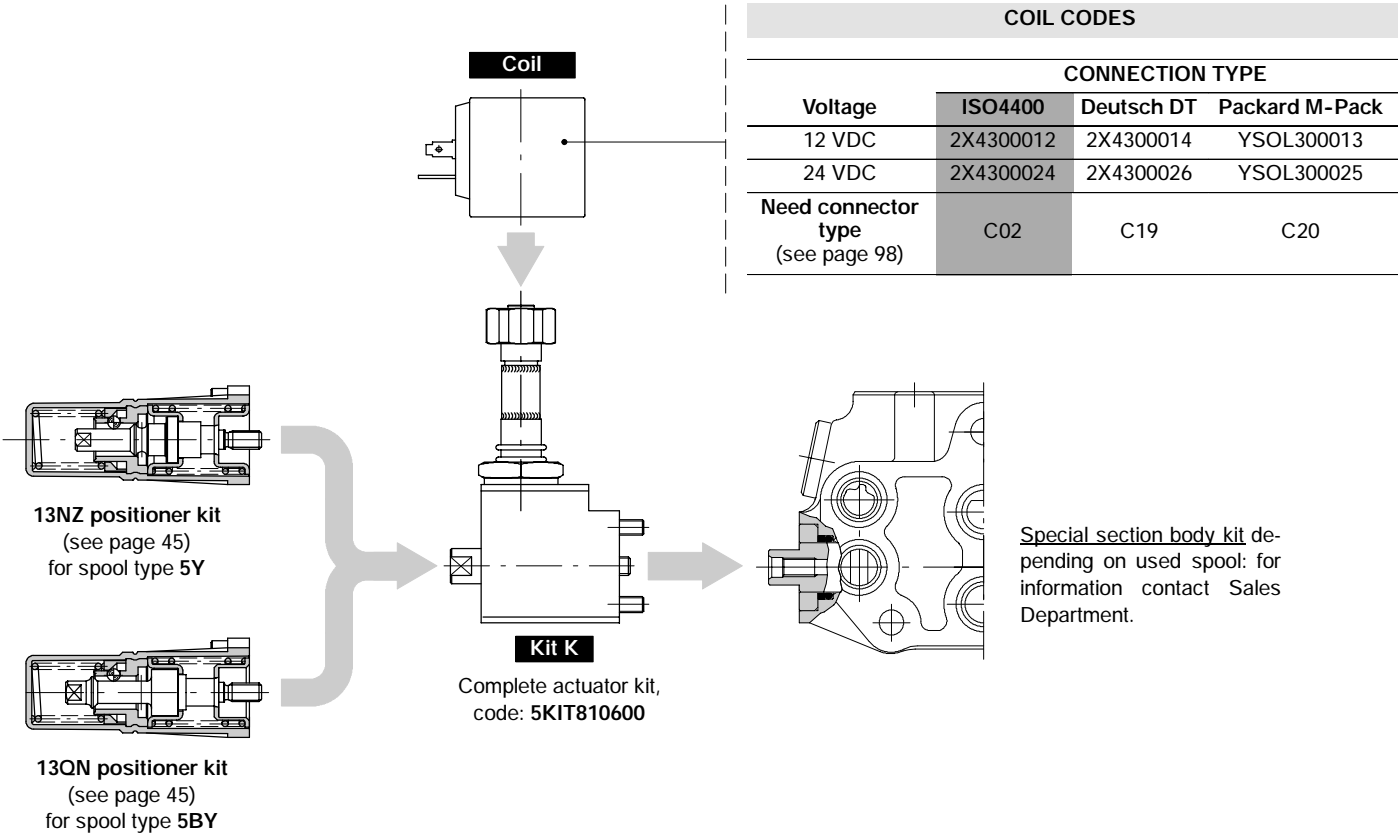 COIL CODES
Coil
CONNECTION TYPE
Voltage ISO4400 Deutsch DT Packard M-Pack
12 VDC 2X4300012 2X4300014 YSOL300013
24 VDC 2X4300024 2X4300026 YSOL300025
Need connector
type
(see page 98)
C02 C19 C20
13NZ positioner kit
(see page 45)
for spool type 5Y
Special section body kit de-
pending on used spool: for
information contact Sales
Department.
Kit K
Complete actuator kit,
code: 5KIT810600
13QN positioner kit
(see page 45)
for spool type 5BY